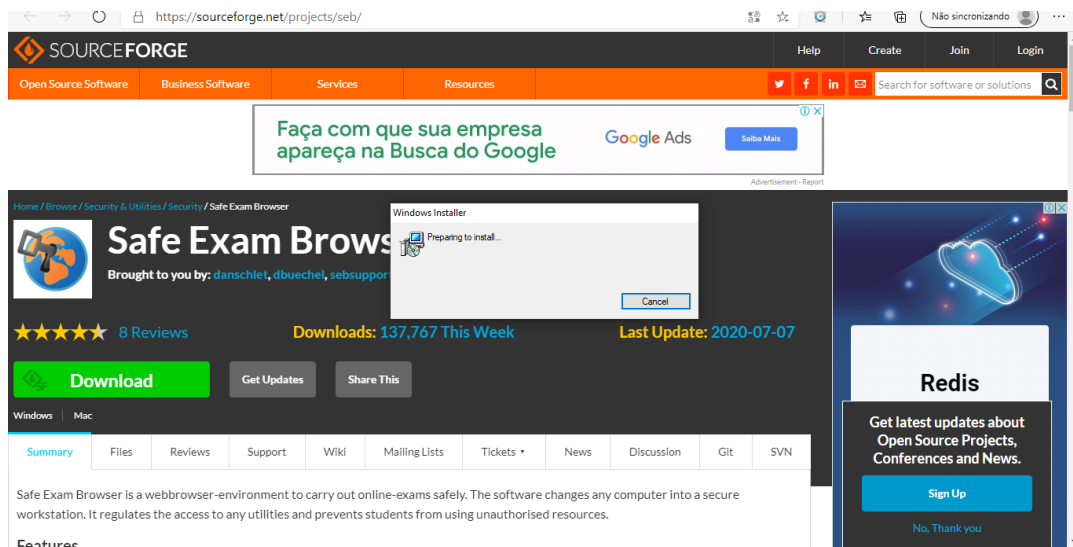 https://sourceforge.net/projects/seb/
Não sincronizando
SOURCEFORGE
Help Create Join Login
Open Source Software Business Software Services Resources
Search for software or solutions
Faça com que sua empresa
apareça na Busca do Google
Google Ads
Saiba Mais
Advertisement - Report
Home / Browse / Security & Utilities / Security / Safe Exam Browser
Safe Exam Brows
Brought to you by: danschlet, dbuechel, sebsuppor
Windows Installer
Preparing to install...
Cancel
8 Reviews
Downloads: 137,767 This Week
Last Update: 2020-07-07
Download
Get Updates
Share This
Windows Mac
Summary Files Reviews Support Wiki Mailing Lists Tickets News Discussion Git SVN
Safe Exam Browser is a webbrowser-environment to carry out online-exams safely. The software changes any computer into a secure
workstation. It regulates the access to any utilities and prevents students from using unauthorised resources.
Features
Redis
Get latest updates about
Open Source Projects,
Conferences and News.
Sign Up
No, Thank you